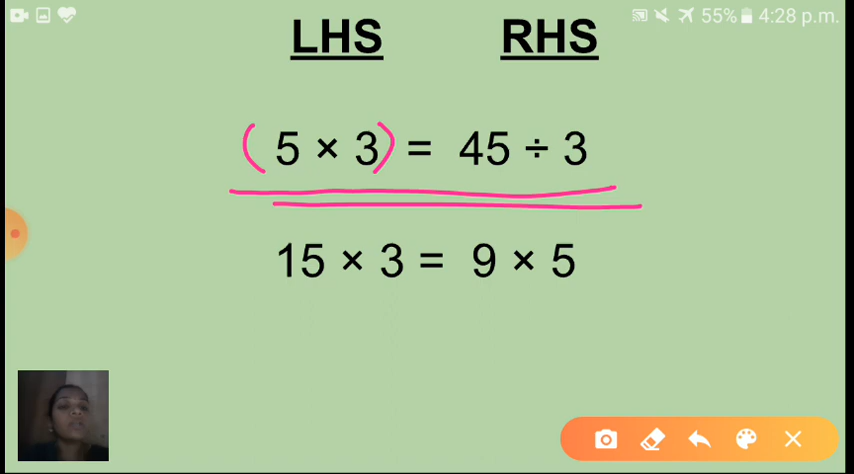 55% 4:28 p.m.
LHS RHS
(5 × 3) = 45 ÷ 3
15 × 3 = 9 × 5